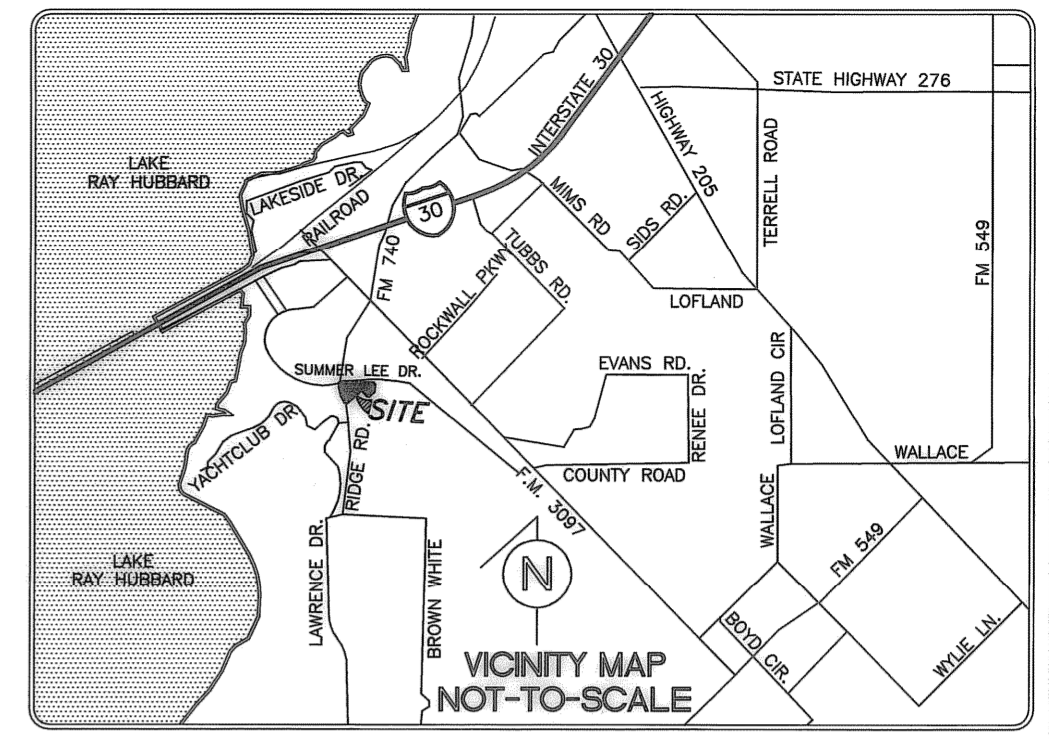 STATE HIGHWAY 276
INTERSTATE 30
HIGHWAY 205
TERRELL ROAD
LAKE
RAY HUBBARD
LAKESIDE DR.
RAILROAD
30
MIMS RD
SIDS RD.
FM 549
FM 740
TUBBS RD.
ROCKWALL PKWY
LOFLAND
SUMMER LEE DR.
EVANS RD.
RENEE DR.
LOFLAND CIR
SITE
YACHTCLUB DR
RIDGE RD.
WALLACE
COUNTY ROAD
F.M. 3097
WALLACE
FM 549
LAKE
RAY HUBBARD
LAWRENCE DR.
BROWN WHITE
N
BOYD CIR.
WYLIE LN.
VICINITY MAP
NOT-TO-SCALE